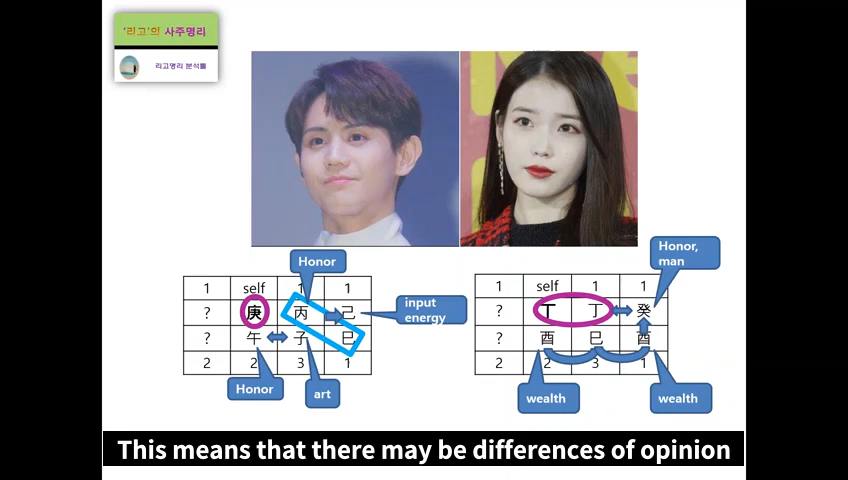 '리고'의 사주명리
리고명리 분석툴
Honor
1 self 1 1
? 庚 丙 己
? 午 子 巳
2 2 3 1
input
energy
Honor
art
Honor,
man
1 self 1 1
? 丁 丁 癸
? 酉 巳 酉
2 2 3 1
wealth
wealth
This means that there may be differences of opinion